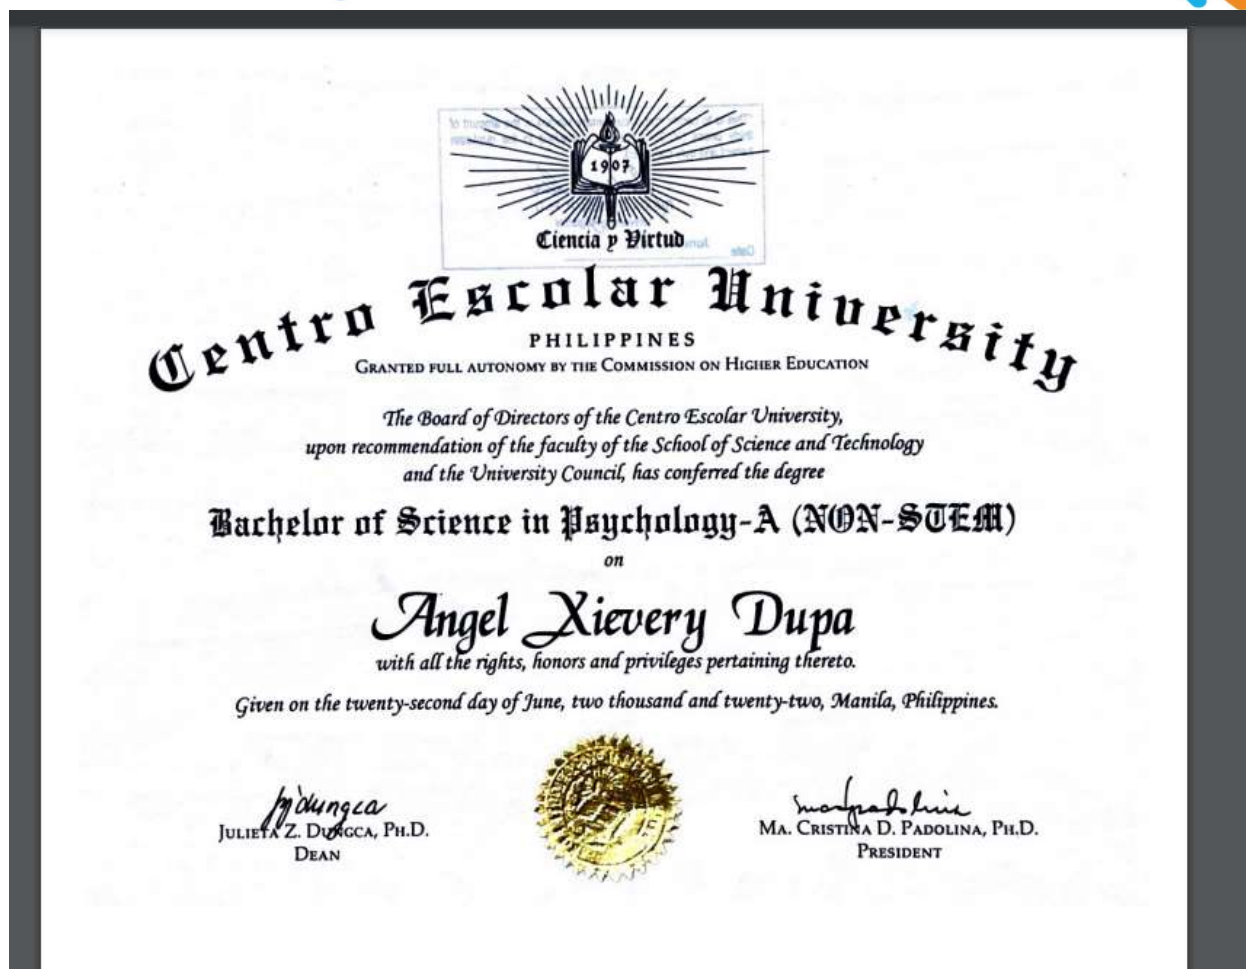 1907
Ciencia y Virtud
Centro Escolar University
PHILIPPINES
GRANTED FULL AUTONOMY BY THE COMMISSION ON HIGHER EDUCATION
The Board of Directors of the Centro Escolar University,
upon recommendation of the faculty of the School of Science and Technology
and the University Council, has conferred the degree
Bachelor of Science in Psychology-A (NON-STEM)
on
Angel Xievery Dupa
with all the rights, honors and privileges pertaining thereto.
Given on the twenty-second day of June, two thousand and twenty-two, Manila, Philippines.
JULIETA Z. DUNGCA, PH.D.
DEAN
MA. CRISTINA D. PADOLINA, PH.D.
PRESIDENT